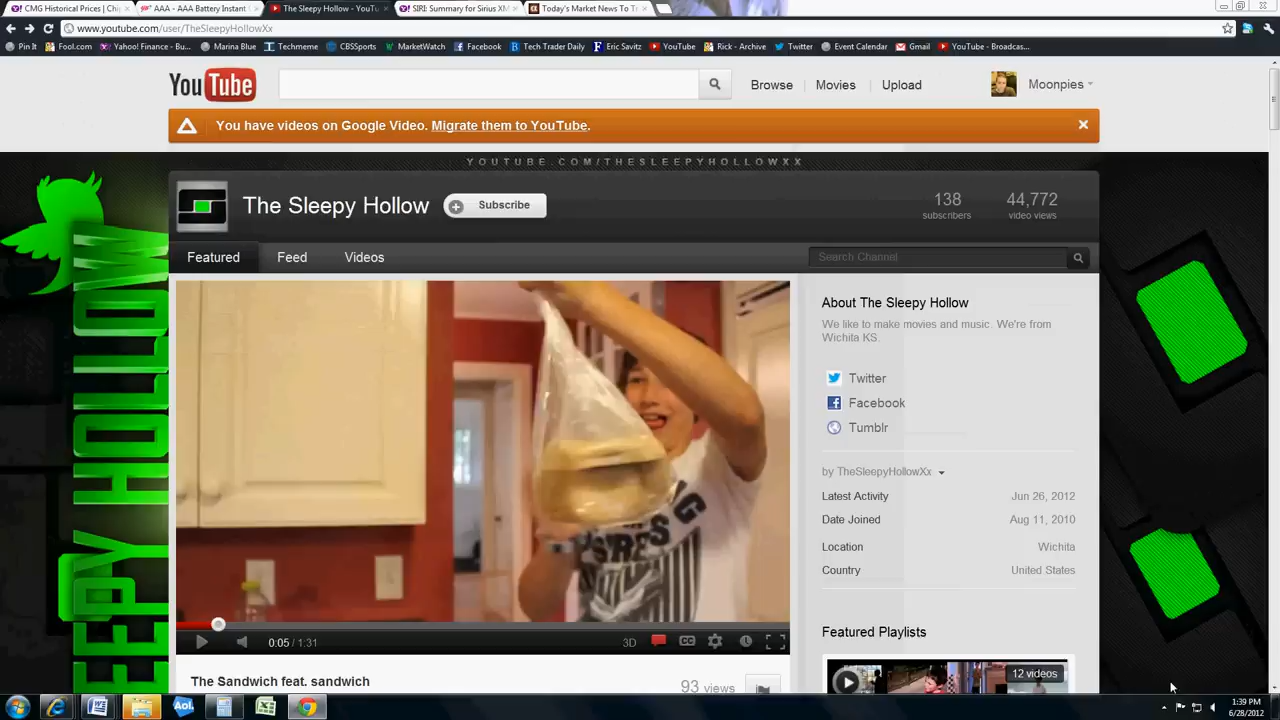 CMG Historical Prices | Chip
AAA - AAA Battery Instant
The Sleepy Hollow - YouTu
SIRI: Summary for Sirius XM
Today's Market News To Tr
www.youtube.com/user/TheSleepyHollowXx
Pin It
Fool.com
Yahoo! Finance - Bu...
Marina Blue
Techmeme
CBSSports
MarketWatch
Facebook
Tech Trader Daily
Eric Savitz
YouTube
Rick - Archive
Twitter
Event Calendar
Gmail
YouTube - Broadcas...
YouTube
Browse
Movies
Upload
Moonpies
You have videos on Google Video. Migrate them to YouTube.
YOUTUBE.COM/THESLEEPYHOLLOWXX
The Sleepy Hollow
Subscribe
138
subscribers
44,772
video views
Featured
Feed
Videos
Search Channel
About The Sleepy Hollow
We like to make movies and music. We're from
Wichita KS.
Twitter
Facebook
Tumblr
by TheSleepyHollowXx
Latest Activity
Jun 26, 2012
Date Joined
Aug 11, 2010
Location
Wichita
Country
United States
Featured Playlists
12 videos
0:05 / 1:31
3D
CC
The Sandwich feat. sandwich
93 views
EEPY HOLLOW
Aol.
1:39 PM
6/28/2012